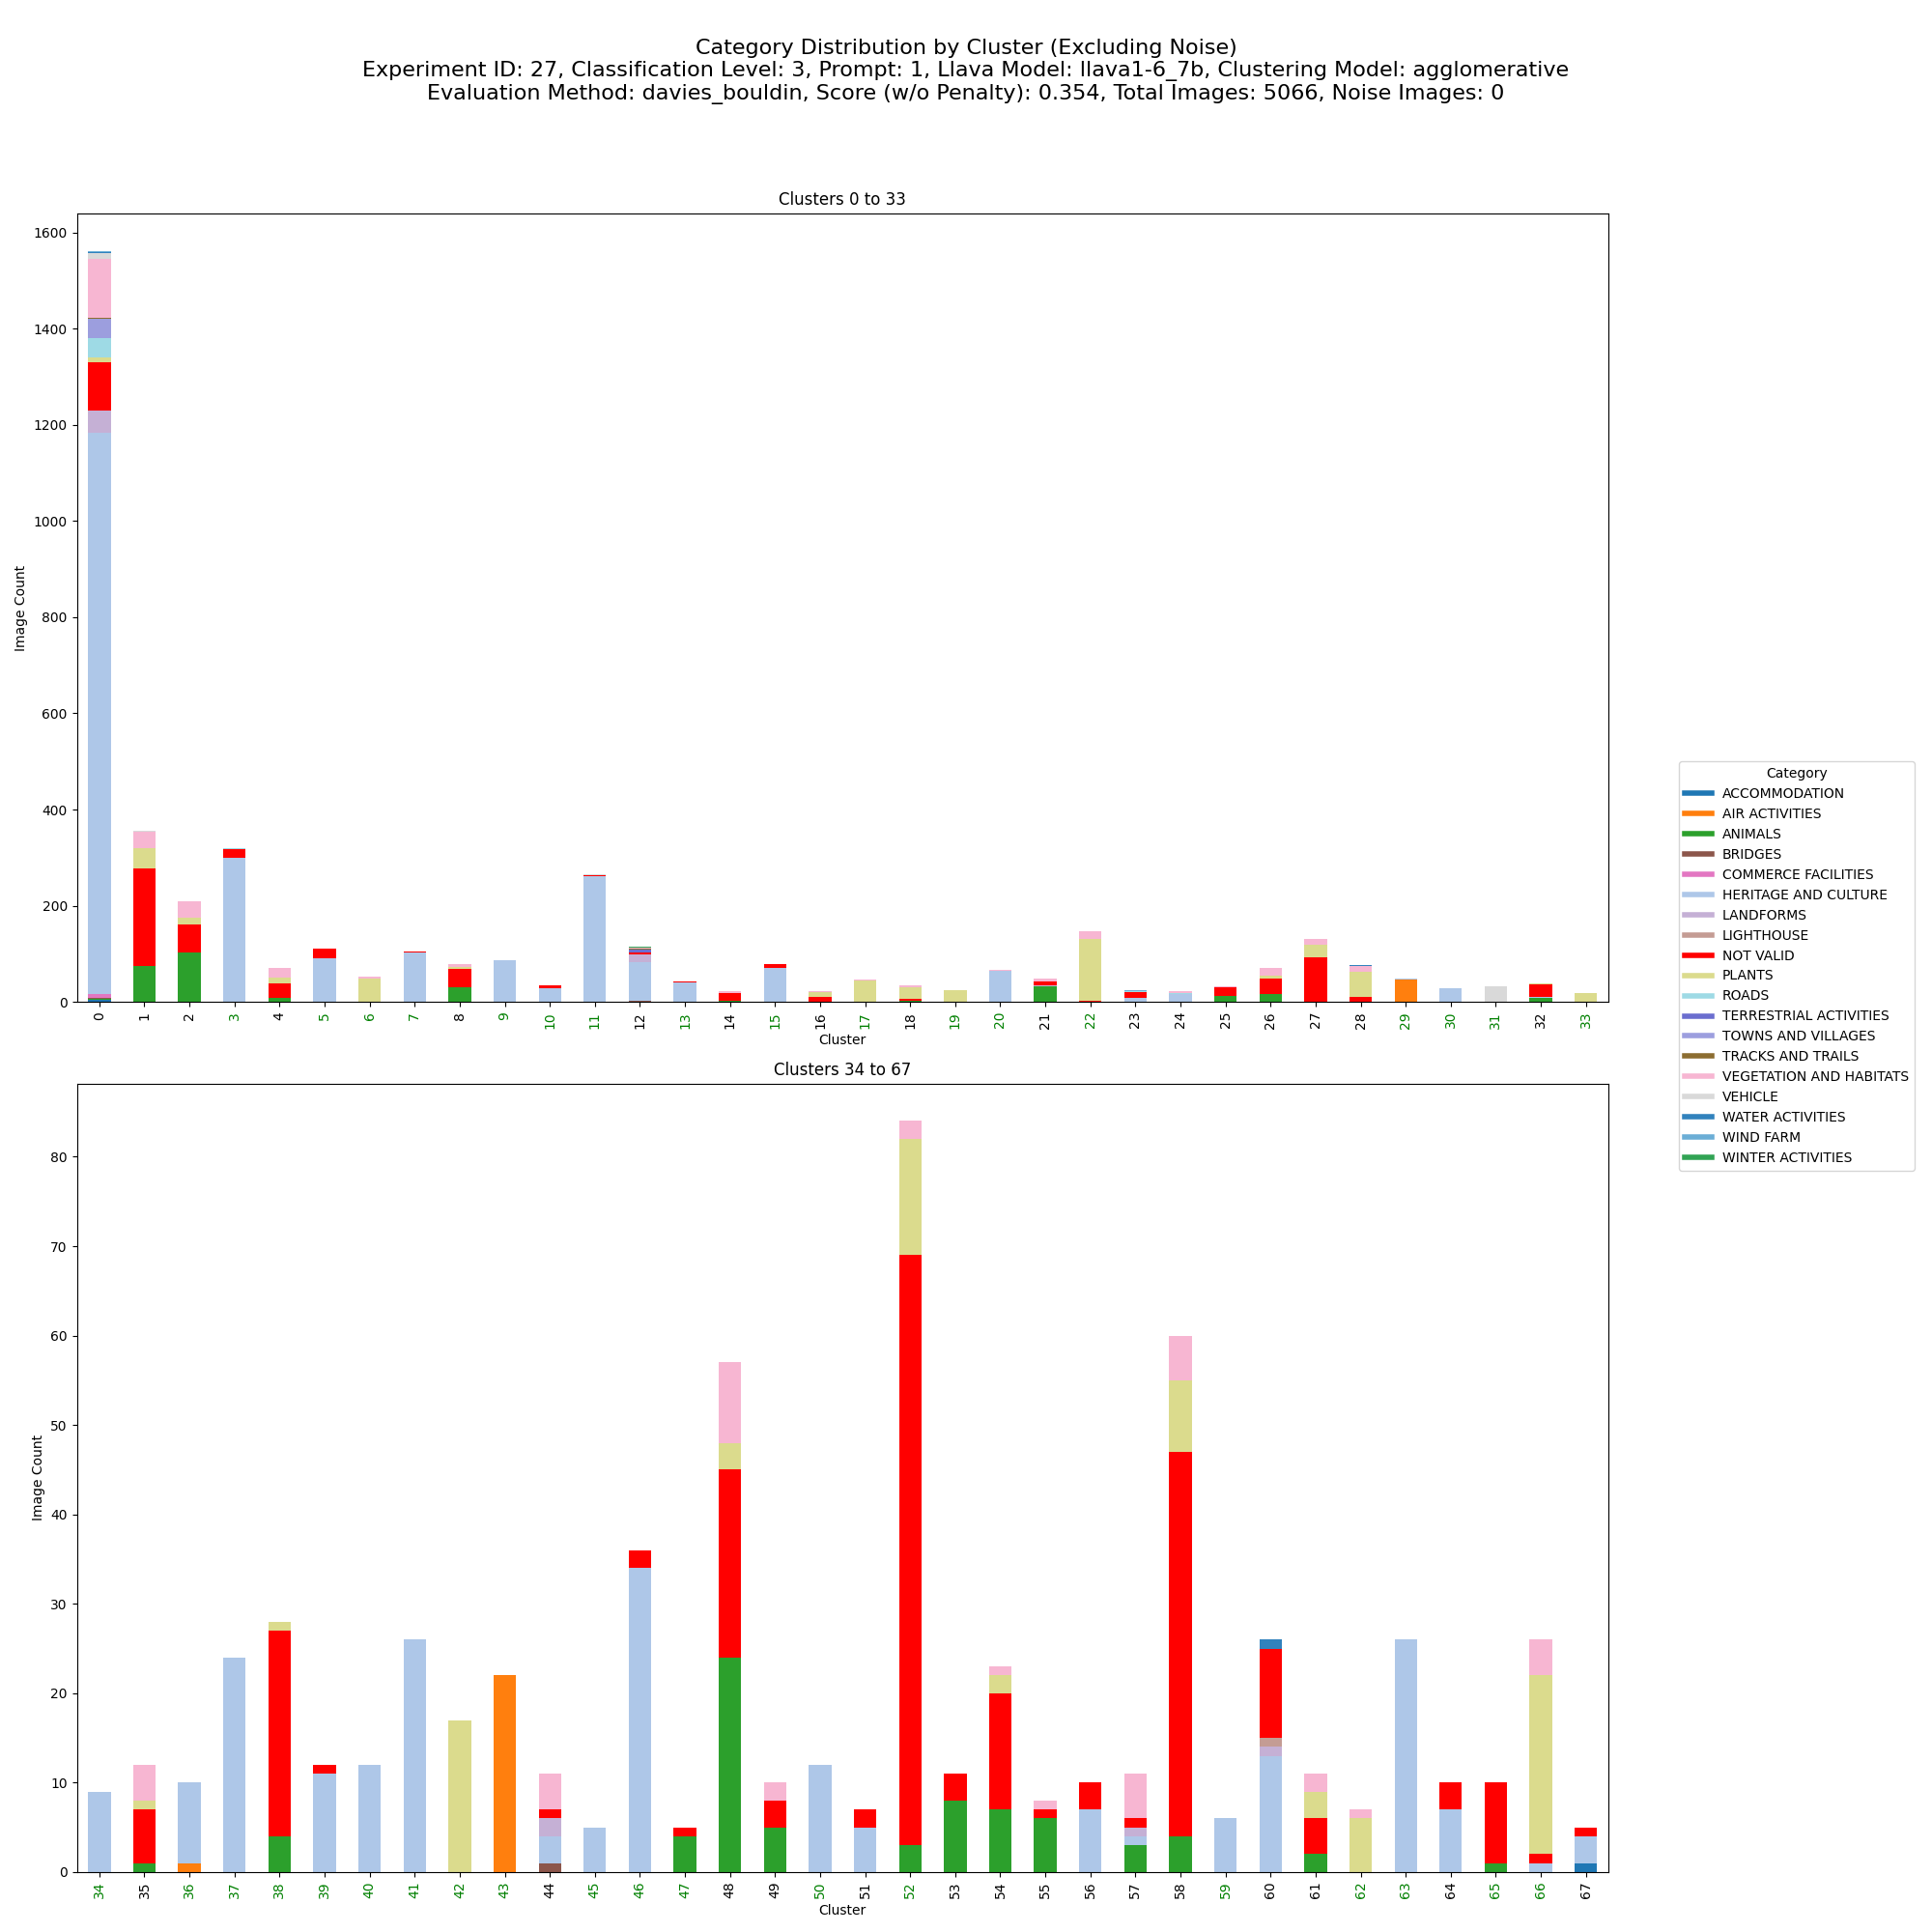 Category Distribution by Cluster (Excluding Noise)
Experiment ID: 27, Classification Level: 3, Prompt: 1, Llava Model: llava1-6_7b, Clustering Model: agglomerative
Evaluation Method: davies_bouldin, Score (w/o Penalty): 0.354, Total Images: 5066, Noise Images: 0
Clusters 0 to 33
1600
1400
1200
1000
800
600
400
200
0
Image Count
0 1 2 3 4 5 6 7 8 9 10 11 12 13 14 15 16 17 18 19 20 21 22 23 24 25 26 27 28 29 30 31 32 33
Cluster
Clusters 34 to 67
80
70
60
50
40
30
20
10
0
Image Count
34 35 36 37 38 39 40 41 42 43 44 45 46 47 48 49 50 51 52 53 54 55 56 57 58 59 60 61 62 63 64 65 66 67
Cluster
Category
ACCOMMODATION
AIR ACTIVITIES
ANIMALS
BRIDGES
COMMERCE FACILITIES
HERITAGE AND CULTURE
LANDFORMS
LIGHTHOUSE
NOT VALID
PLANTS
ROADS
TERRESTRIAL ACTIVITIES
TOWNS AND VILLAGES
TRACKS AND TRAILS
VEGETATION AND HABITATS
VEHICLE
WATER ACTIVITIES
WIND FARM
WINTER ACTIVITIES